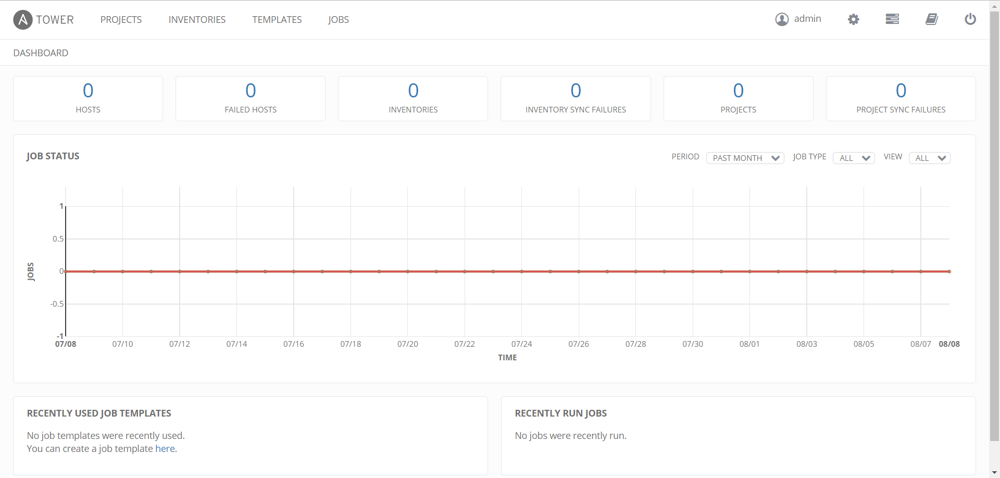 TOWER PROJECTS INVENTORIES TEMPLATES JOBS admin
DASHBOARD
0 0 0 0 0 0
HOSTS FAILED HOSTS INVENTORIES INVENTORY SYNC FAILURES PROJECTS PROJECT SYNC FAILURES
JOB STATUS PERIOD PAST MONTH JOB TYPE ALL VIEW ALL
1
0.5
0
-0.5
-1
JOBS
07/08 07/10 07/12 07/14 07/16 07/18 07/20 07/22 07/24 07/26 07/28 07/30 08/01 08/03 08/05 08/07 08/08
TIME
RECENTLY USED JOB TEMPLATES
No job templates were recently used.
You can create a job template here.
RECENTLY RUN JOBS
No jobs were recently run.